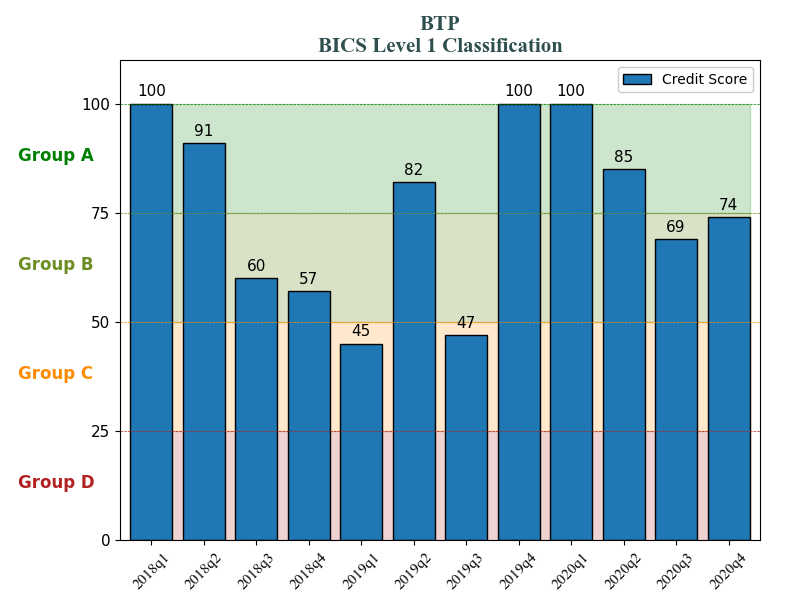 BTP
BICS Level 1 Classification
Credit Score
100
91
60
57
45
82
47
100
100
85
69
74
100
75
50
25
0
Group A
Group B
Group C
Group D
2018q1
2018q2
2018q3
2018q4
2019q1
2019q2
2019q3
2019q4
2020q1
2020q2
2020q3
2020q4